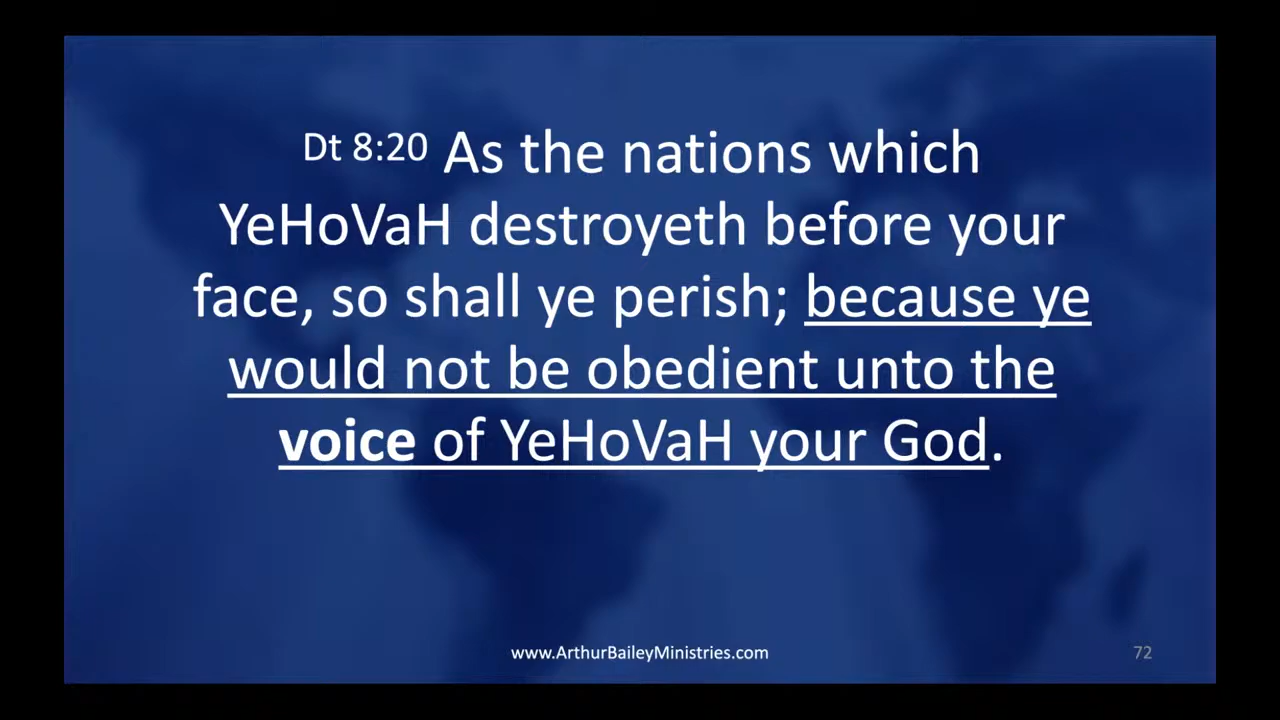 Dt 8:20 As the nations which
YeHoVaH destroyeth before your
face, so shall ye perish; because ye
would not be obedient unto the
voice of YeHoVaH your God.
www.ArthurBaileyMinistries.com
72